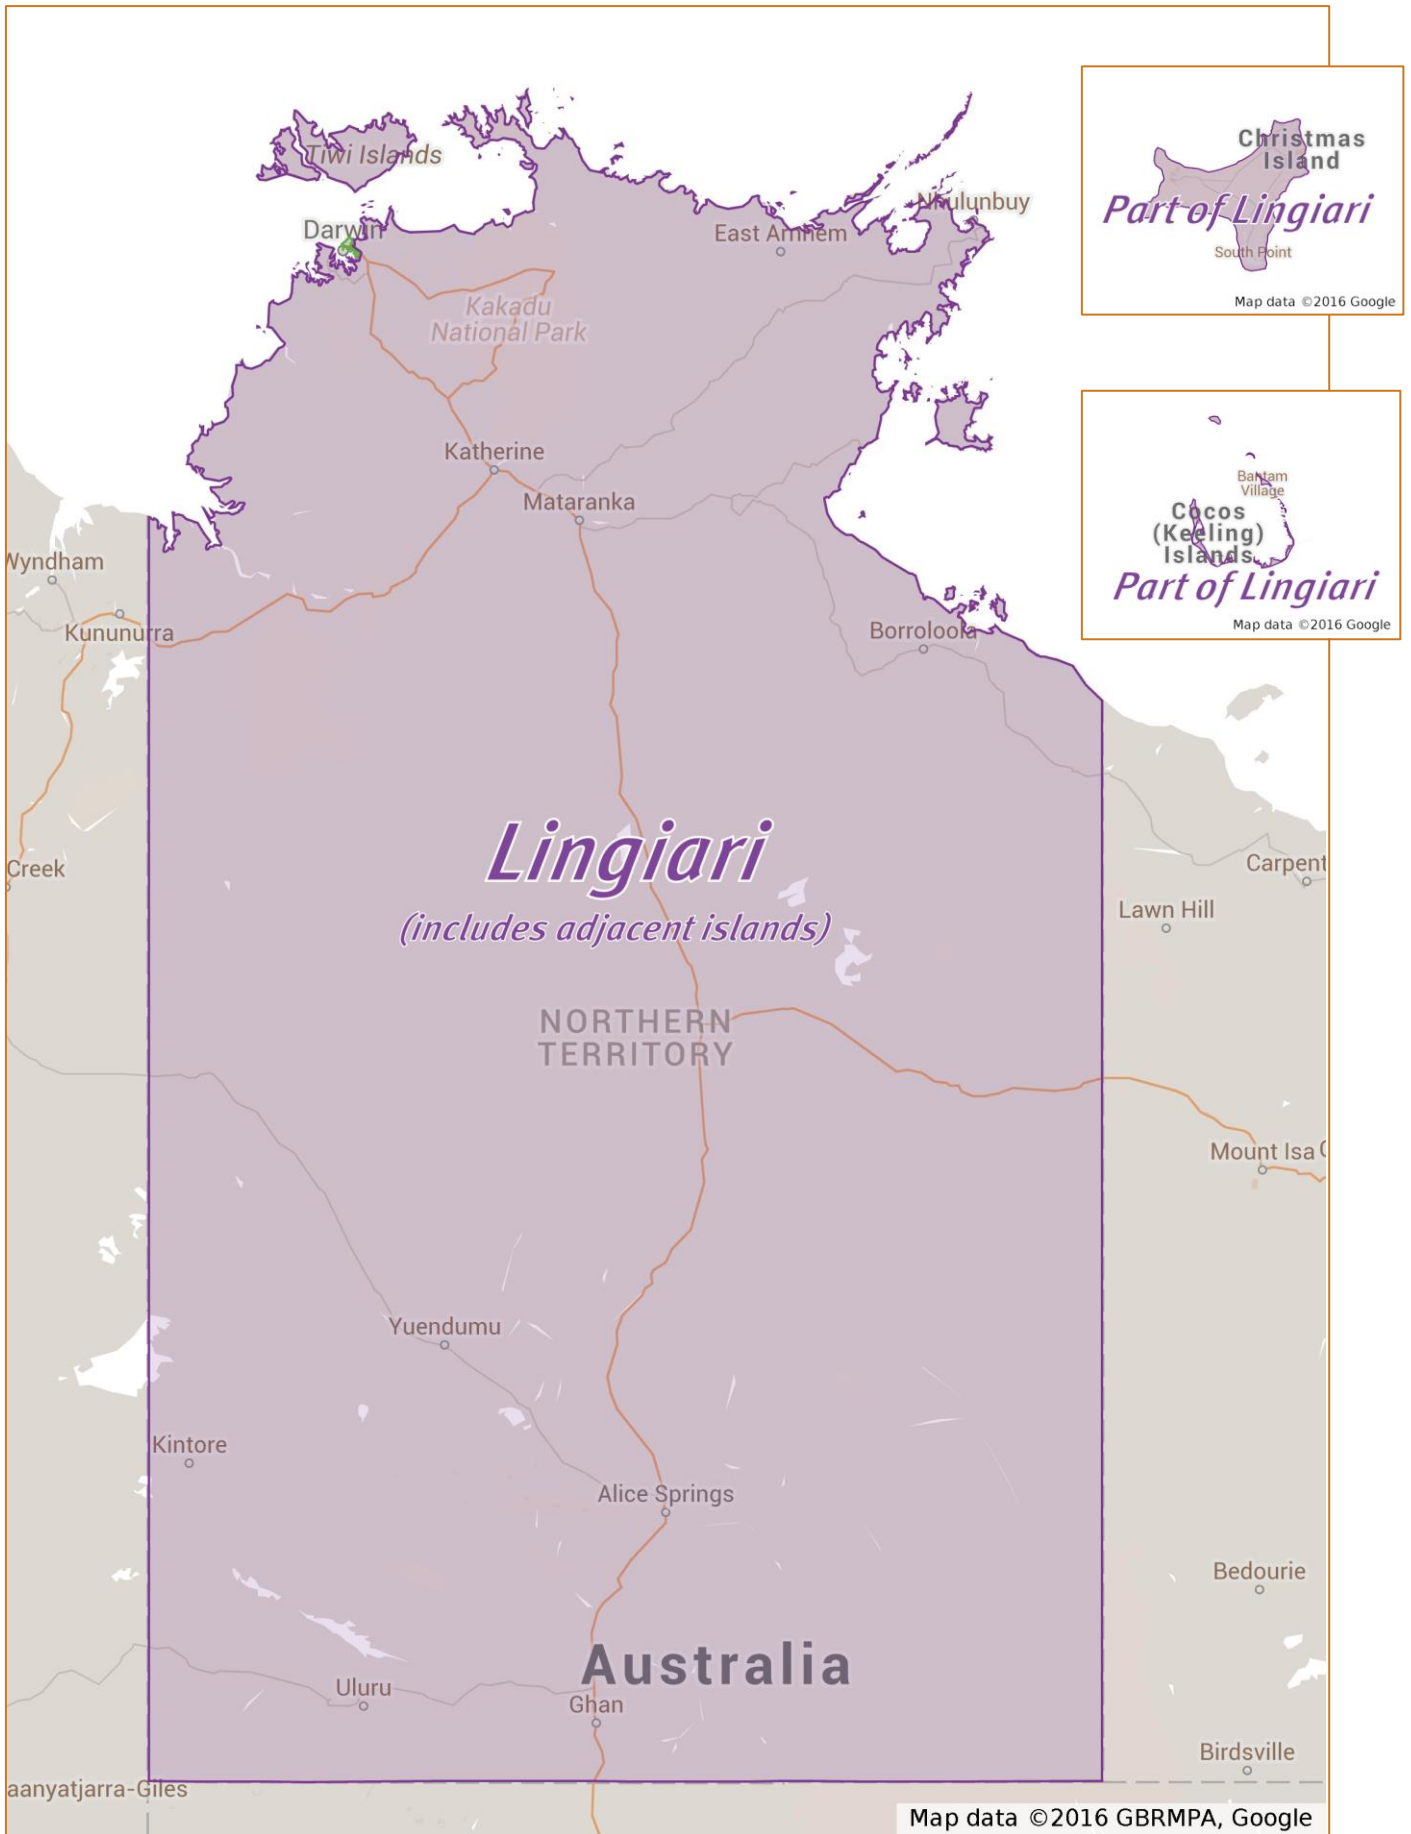 Tiwi Islands
Darwin
Nhulunbuy
East Arnhem
Kakadu
National Park
Katherine
Mataranka
Wyndham
Kununurra
Borroloola
Lingiari
(includes adjacent islands)
Creek
Carpent
Lawn Hill
NORTHERN
TERRITORY
Mount Isa
Yuendumu
Kintore
Alice Springs
Bedourie
Australia
Uluru
Ghan
Birdsville
aanyatjarra-Giles
Map data ©2016 GBRMPA, Google
Christmas
Island
Part of Lingiari
South Point
Map data ©2016 Google
Bantam
Village
Cocos
(Keeling)
Islands
Part of Lingiari
Map data ©2016 Google